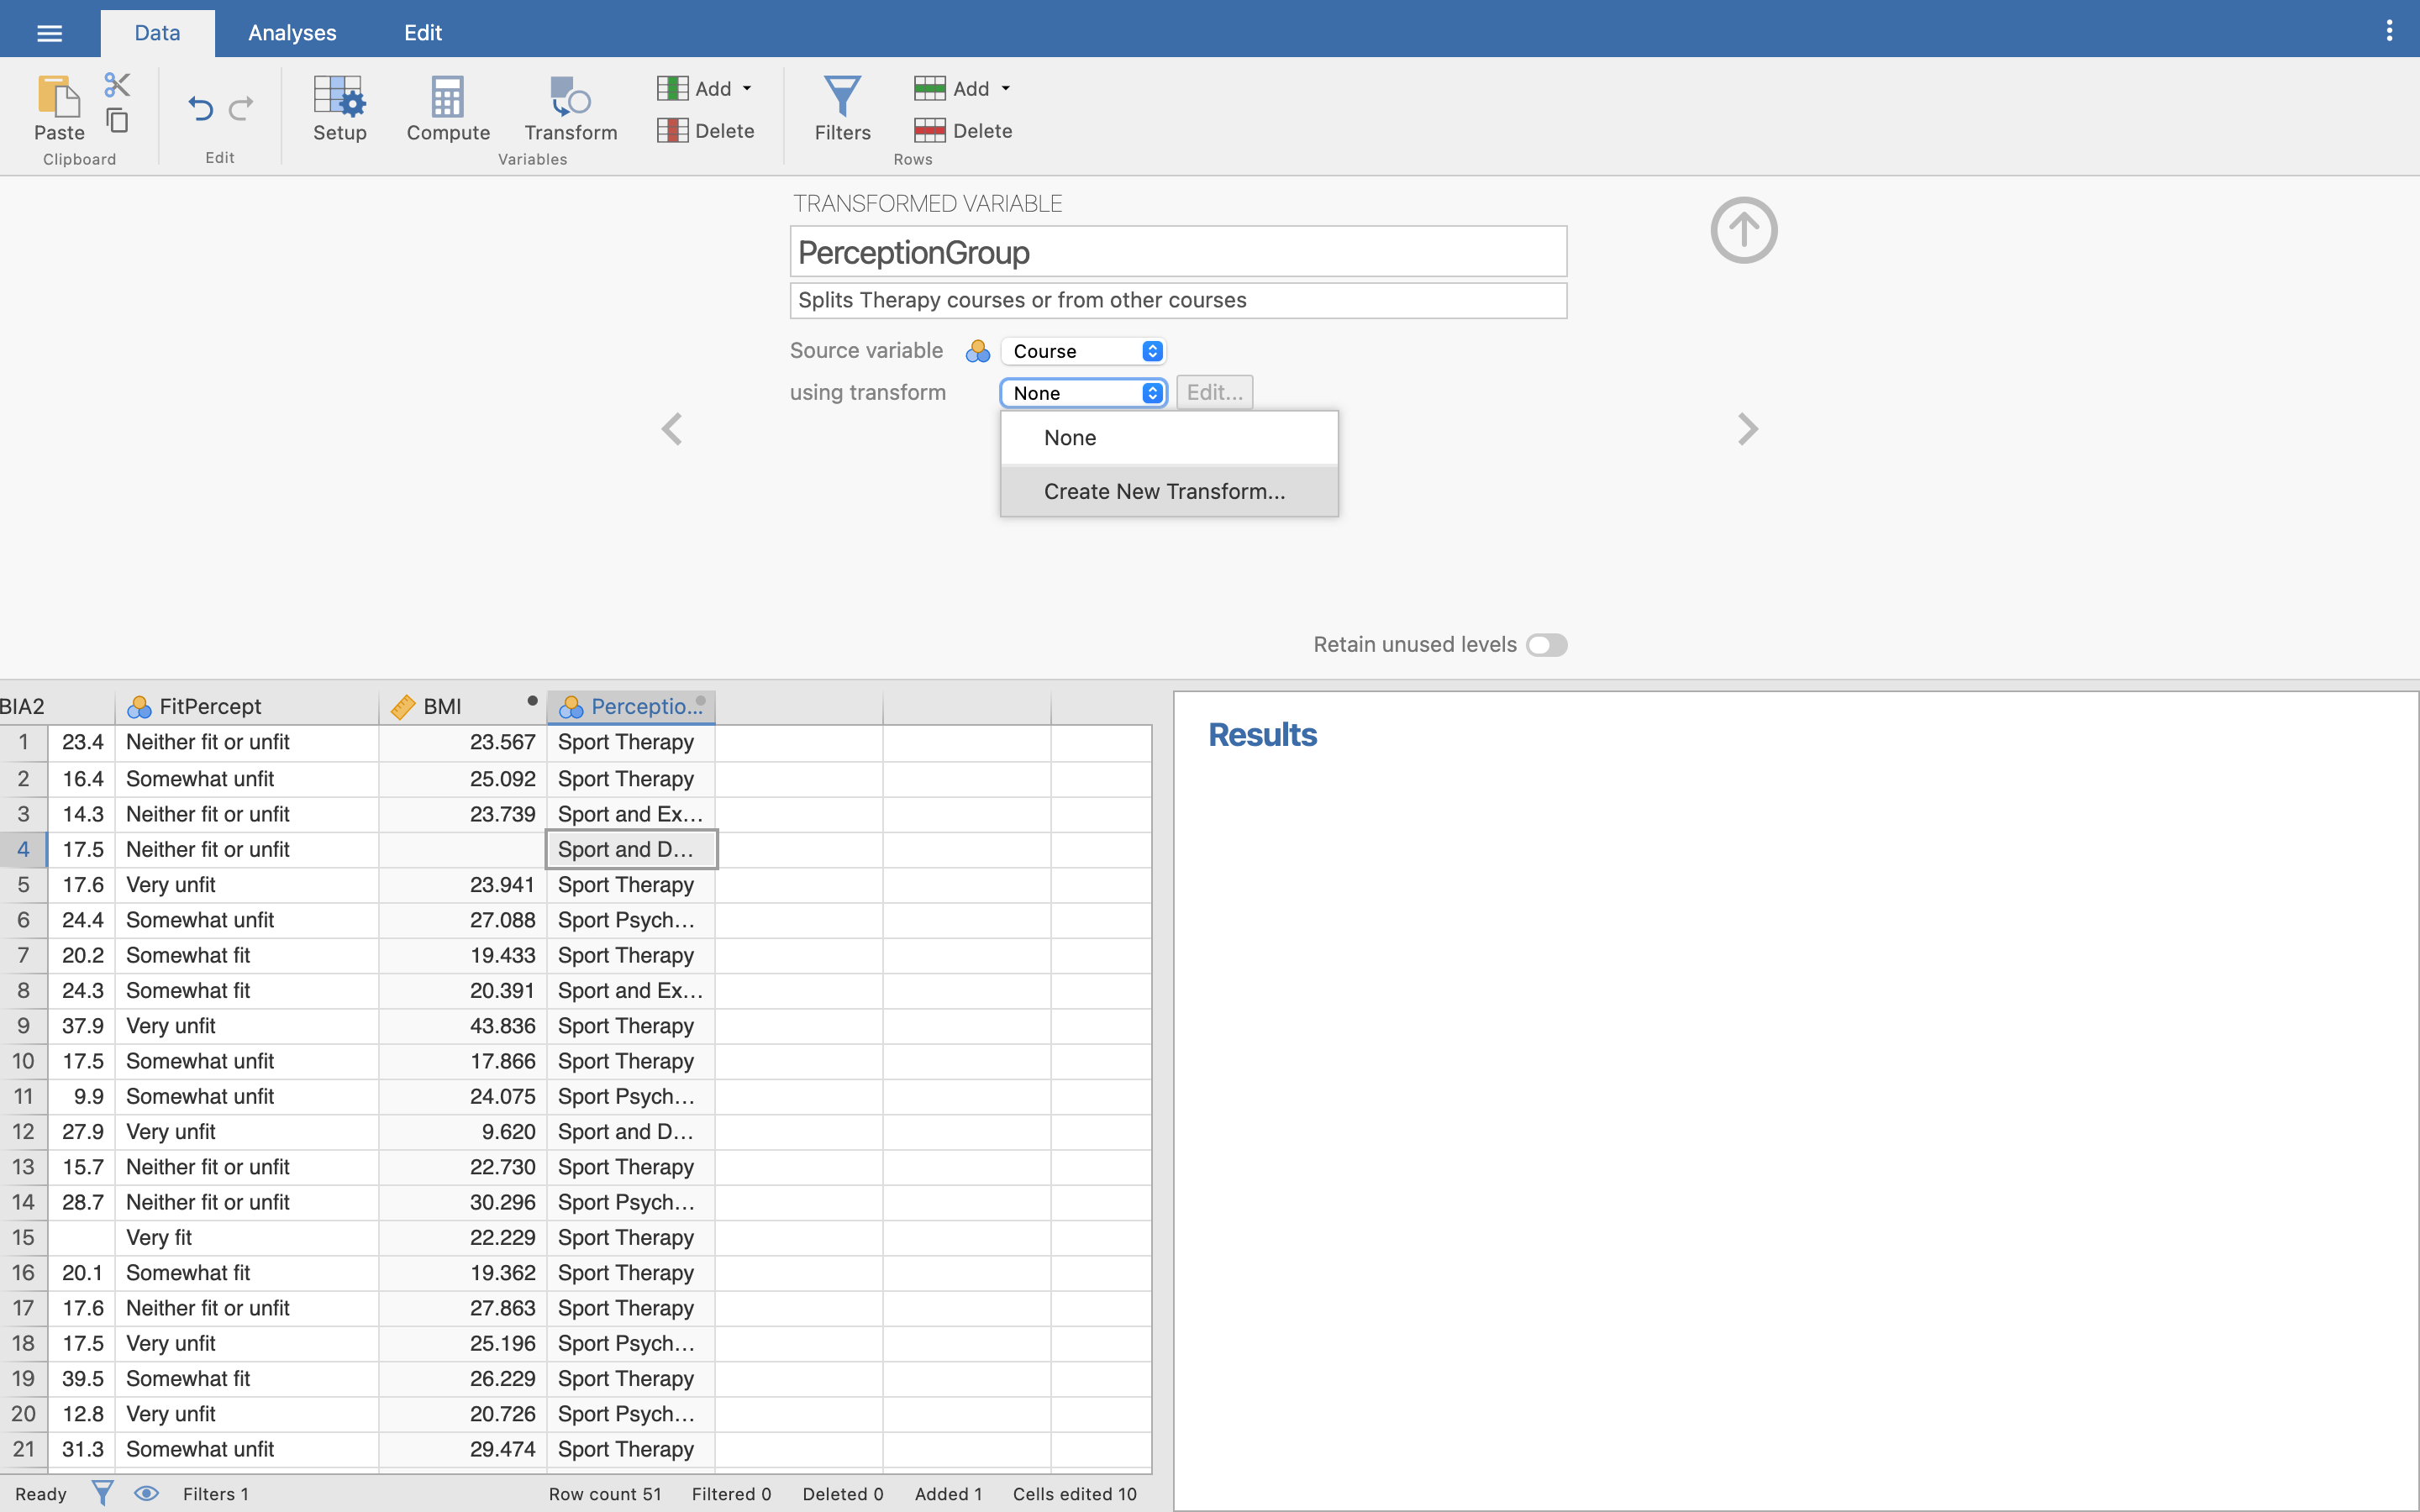 Data Analyses Edit
Paste
Clipboard
Edit
Setup Compute Transform Add Delete
Variables
Filters Add Delete
Rows
TRANSFORMED VARIABLE
PerceptionGroup
Splits Therapy courses or from other courses
Source variable Course
using transform None Edit...
None
Create New Transform...
Retain unused levels
BIA2 FitPercept BMI Perceptio...
1 23.4 Neither fit or unfit 23.567 Sport Therapy
2 16.4 Somewhat unfit 25.092 Sport Therapy
3 14.3 Neither fit or unfit 23.739 Sport and Ex...
4 17.5 Neither fit or unfit Sport and D...
5 17.6 Very unfit 23.941 Sport Therapy
6 24.4 Somewhat unfit 27.088 Sport Psych...
7 20.2 Somewhat fit 19.433 Sport Therapy
8 24.3 Somewhat fit 20.391 Sport and Ex...
9 37.9 Very unfit 43.836 Sport Therapy
10 17.5 Somewhat unfit 17.866 Sport Therapy
11 9.9 Somewhat unfit 24.075 Sport Psych...
12 27.9 Very unfit 9.620 Sport and D...
13 15.7 Neither fit or unfit 22.730 Sport Therapy
14 28.7 Neither fit or unfit 30.296 Sport Psych...
15 Very fit 22.229 Sport Therapy
16 20.1 Somewhat fit 19.362 Sport Therapy
17 17.6 Neither fit or unfit 27.863 Sport Therapy
18 17.5 Very unfit 25.196 Sport Psych...
19 39.5 Somewhat fit 26.229 Sport Therapy
20 12.8 Very unfit 20.726 Sport Psych...
21 31.3 Somewhat unfit 29.474 Sport Therapy
Results
Ready Filters 1 Row count 51 Filtered 0 Deleted 0 Added 1 Cells edited 10